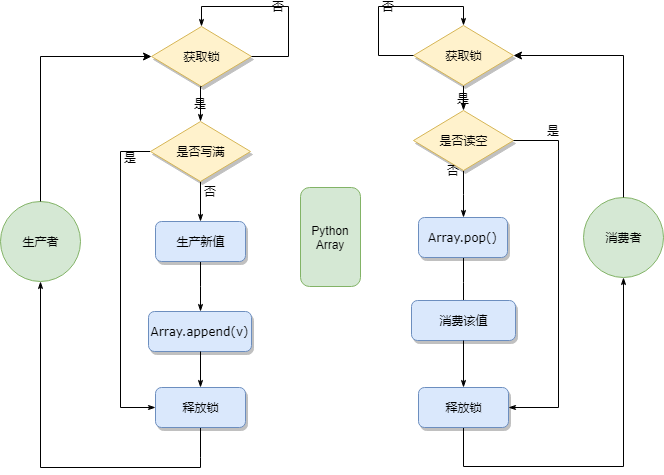 否
获取锁
是
是否写满
是
否
生产者
生产新值
Array.append(v)
释放锁
Python
Array
否
获取锁
是
是否读空
是
否
消费者
Array.pop()
消费该值
释放锁